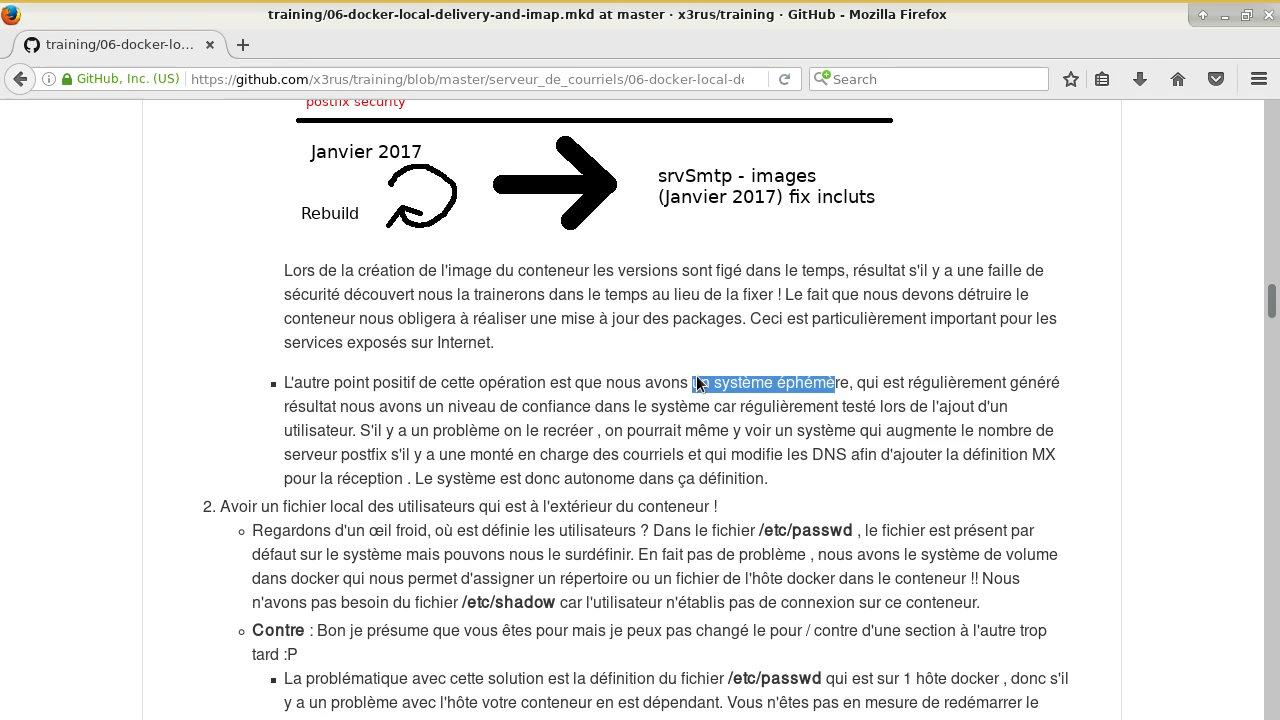 training/06-docker-local-delivery-and-imap.mkd at master · x3rus/training · GitHub - Mozilla Firefox
training/06-docker-lo...
GitHub, Inc. (US)
https://github.com/x3rus/training/blob/master/serveur_de_courriels/06-docker-local-de
Search
postfix security
Janvier 2017
srvSmtp - images
(Janvier 2017) fix incluts
Rebuild
Lors de la création de l'image du conteneur les versions sont figé dans le temps, résultat s'il y a une faille de
sécurité découvert nous la trainerons dans le temps au lieu de la fixer ! Le fait que nous devons détruire le
conteneur nous obligera à réaliser une mise à jour des packages. Ceci est particulièrement important pour les
services exposés sur Internet.
L'autre point positif de cette opération est que nous avons un système éphémère, qui est régulièrement généré
résultat nous avons un niveau de confiance dans le système car régulièrement testé lors de l'ajout d'un
utilisateur. S'il y a un problème on le recréer , on pourrait même y voir un système qui augmente le nombre de
serveur postfix s'il y a une monté en charge des courriels et qui modifie les DNS afin d'ajouter la définition MX
pour la réception . Le système est donc autonome dans ça définition.
2. Avoir un fichier local des utilisateurs qui est à l'extérieur du conteneur !
Regardons d'un œil froid, où est définie les utilisateurs ? Dans le fichier /etc/passwd , le fichier est présent par
défaut sur le système mais pouvons nous le surdéfinir. En fait pas de problème , nous avons le système de volume
dans docker qui nous permet d'assigner un répertoire ou un fichier de l'hôte docker dans le conteneur !! Nous
n'avons pas besoin du fichier /etc/shadow car l'utilisateur n'établis pas de connexion sur ce conteneur.
Contre : Bon je présume que vous êtes pour mais je peux pas changé le pour / contre d'une section à l'autre trop
tard :P
La problématique avec cette solution est la définition du fichier /etc/passwd qui est sur 1 hôte docker , donc s'il
y a un problème avec l'hôte votre conteneur en est dépendant. Vous n'êtes pas en mesure de redémarrer le